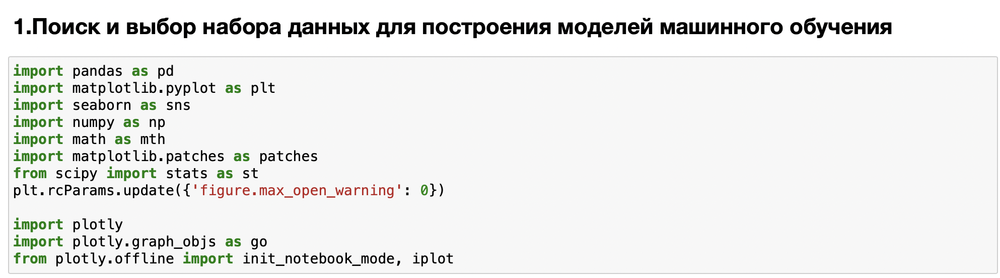 1.Поиск и выбор набора данных для построения моделей машинного обучения
import pandas as pd
import matplotlib.pyplot as plt
import seaborn as sns
import numpy as np
import math as mth
import matplotlib.patches as patches
from scipy import stats as st
plt.rcParams.update({'figure.max_open_warning': 0})
import plotly
import plotly.graph_objs as go
from plotly.offline import init_notebook_mode, iplot